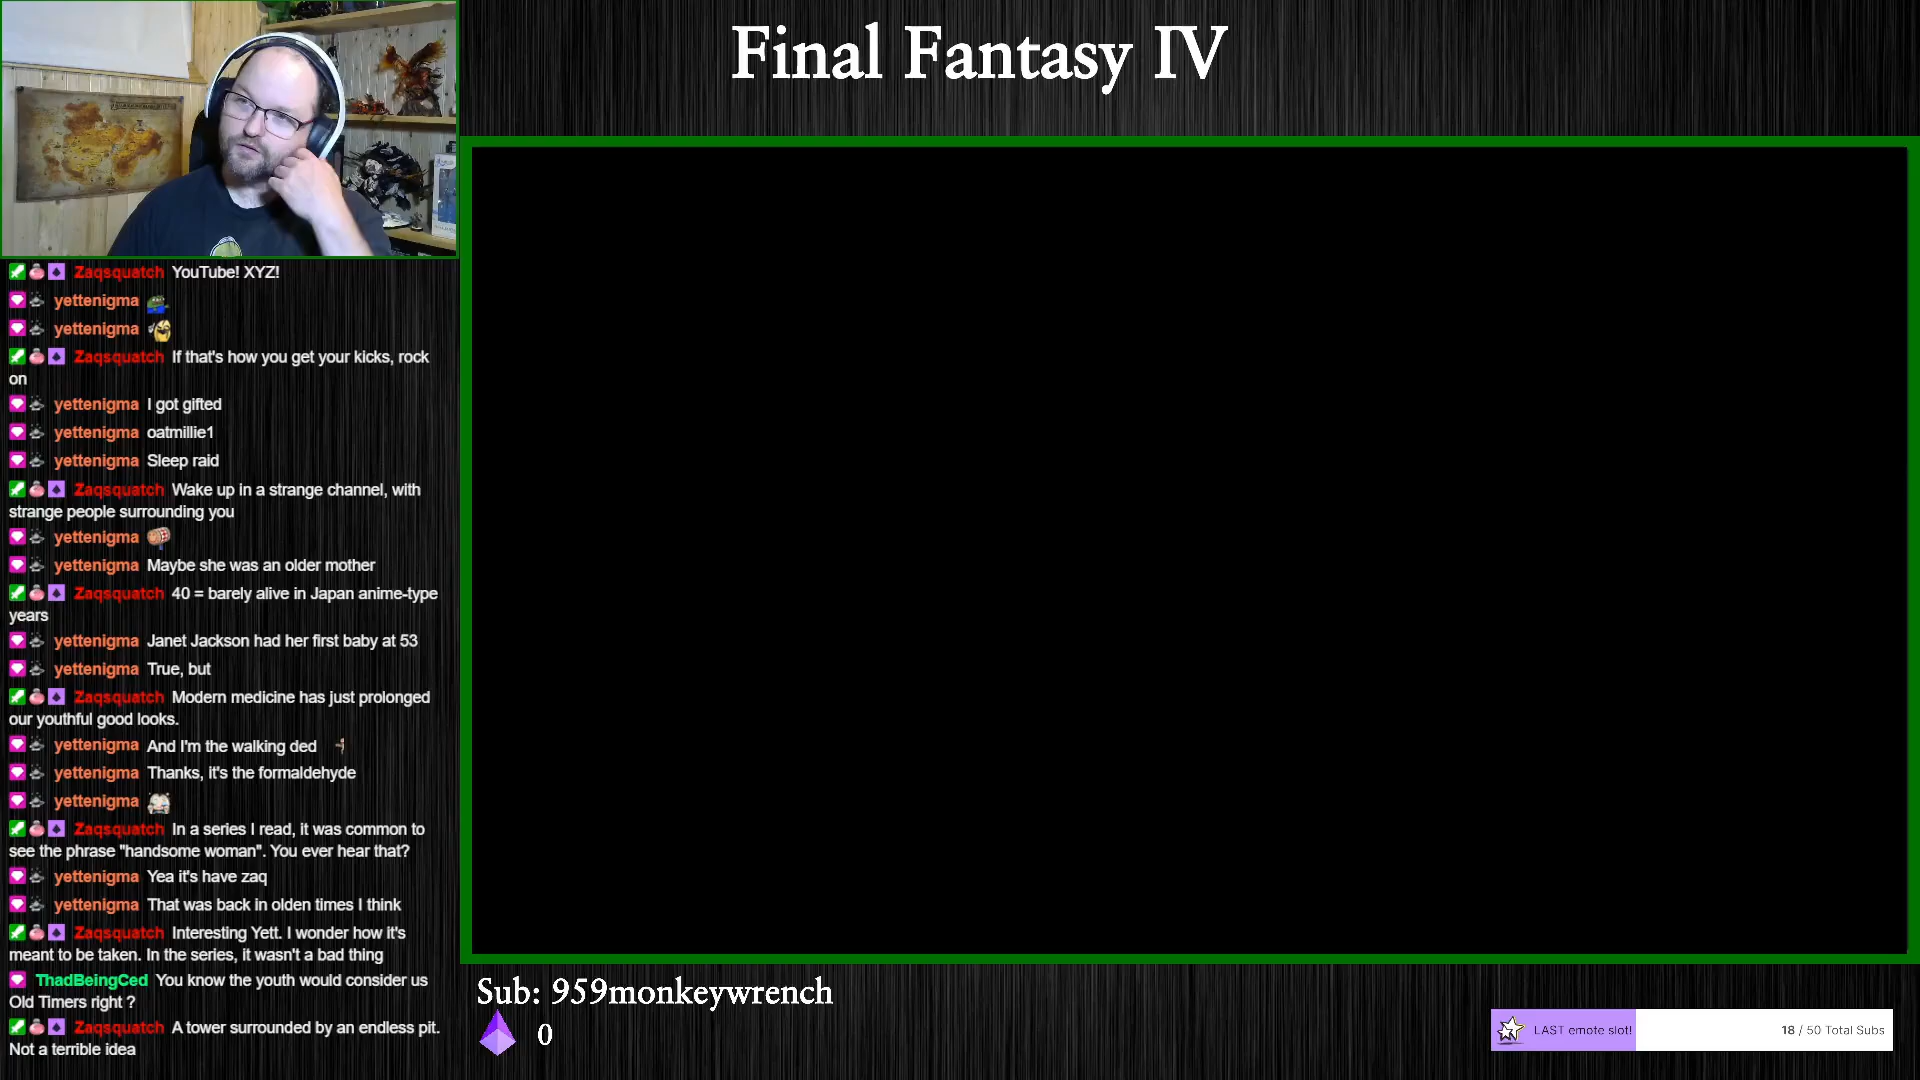 Final Fantasy IV
Zaqsquatch YouTube! XYZ!
yettenigma
yettenigma
Zaqsquatch If that's how you get your kicks, rock
on
yettenigma I got gifted
yettenigma oatmillie1
yettenigma Sleep raid
Zaqsquatch Wake up in a strange channel, with
strange people surrounding you
yettenigma
yettenigma Maybe she was an older mother
Zaqsquatch 40 = barely alive in Japan anime-type
years
yettenigma Janet Jackson had her first baby at 53
yettenigma True, but
Zaqsquatch Modern medicine has just prolonged
our youthful good looks.
yettenigma And I'm the walking ded
yettenigma Thanks, it's the formaldehyde
yettenigma
Zaqsquatch In a series I read, it was common to
see the phrase "handsome woman". You ever hear that?
yettenigma Yea it's have zaq
yettenigma That was back in olden times I think
Zaqsquatch Interesting Yett. I wonder how it's
meant to be taken. In the series, it wasn't a bad thing
ThadBeingCed You know the youth would consider us
Old Timers right ?
Zaqsquatch A tower surrounded by an endless pit.
Not a terrible idea
Sub: 959monkeywrench
0
LAST emote slot! 18 / 50 Total Subs